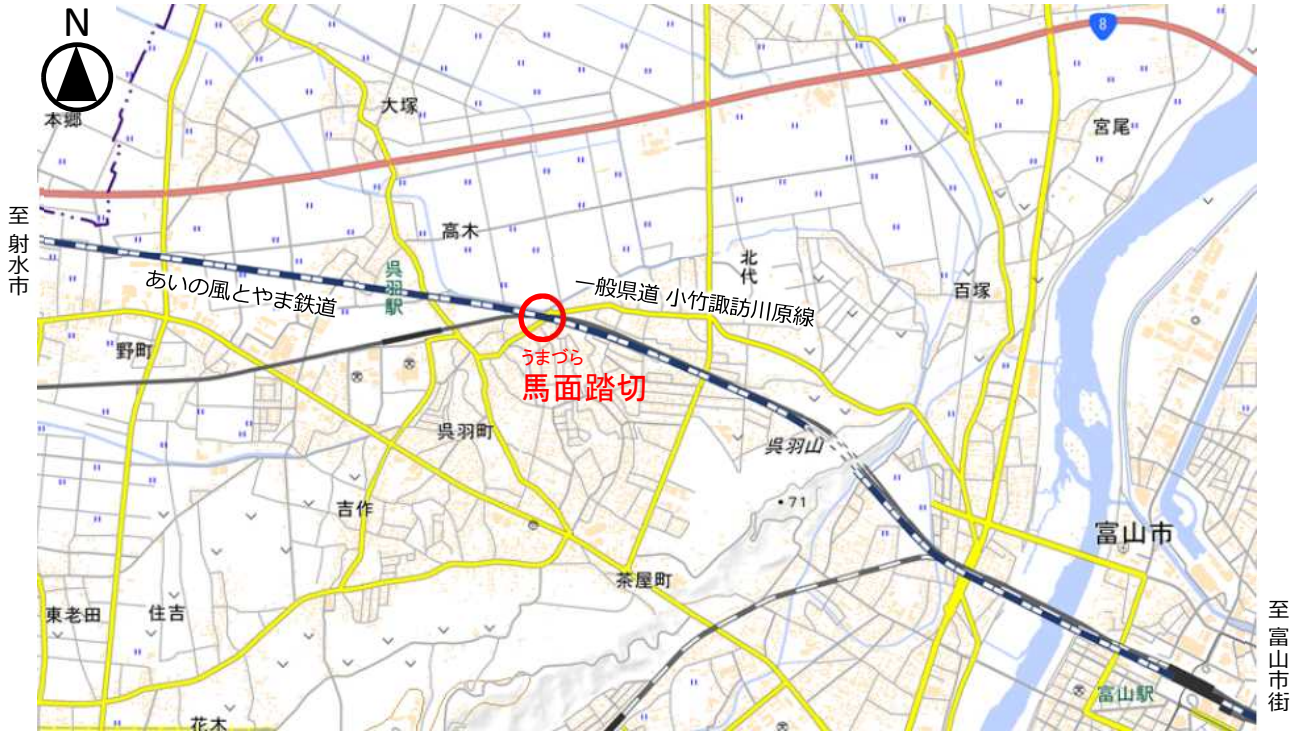 N
8
大塚
本郷
宮尾
至 射水市
高木
呉羽駅
北代
あいの風とやま鉄道
一般県道 小竹諏訪川原線
百塚
野町
うまづら
馬面踏切
呉羽町
呉羽山
・71
吉作
富山市
茶屋町
東老田
住吉
至 富山市街
富山駅
花木